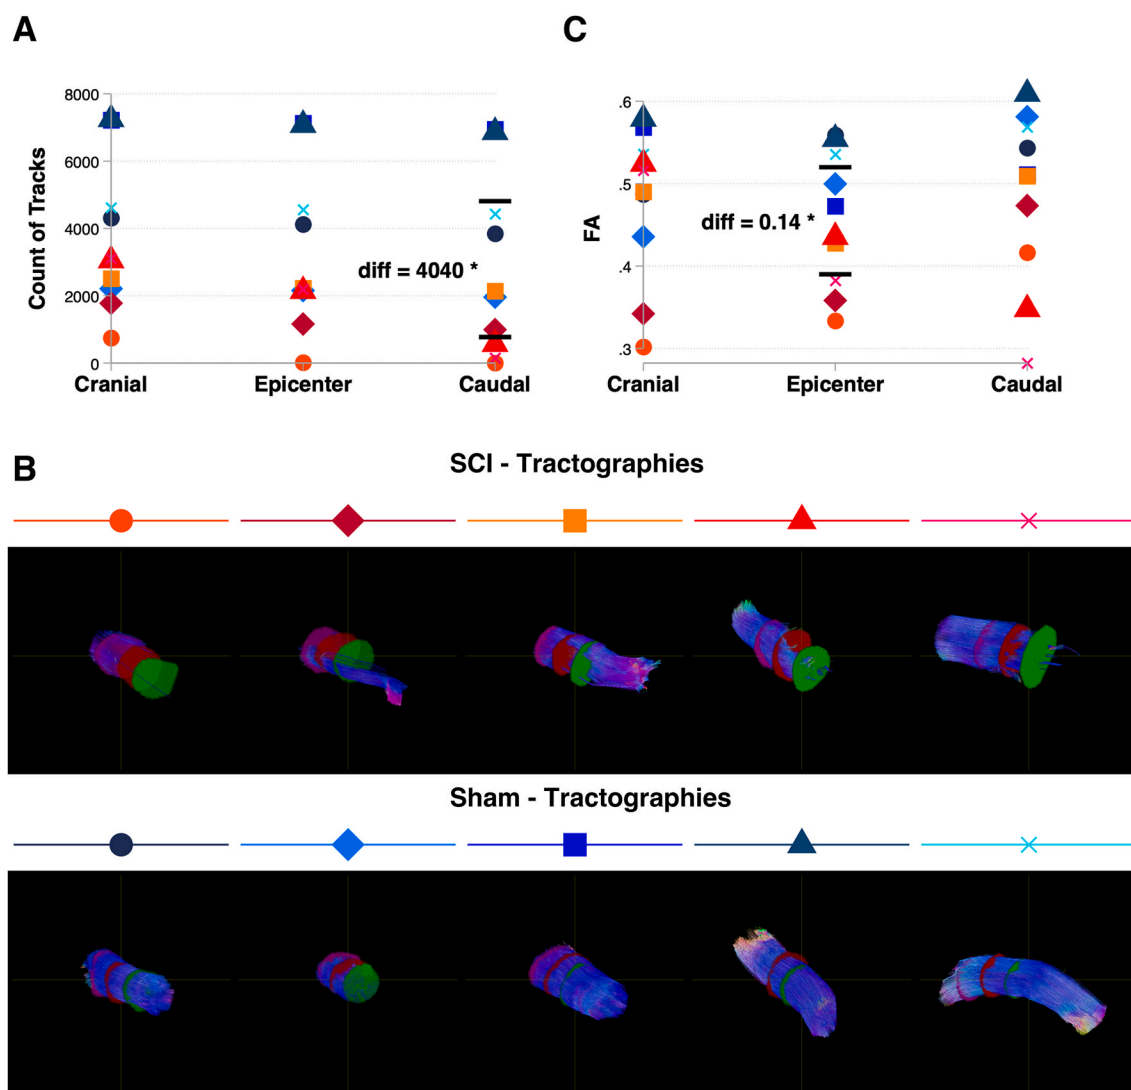 A
Count of Tracks
8000
6000
4000
2000
0
diff = 4040 *
Cranial Epicenter Caudal
C
FA
.6
.5
.4
.3
diff = 0.14 *
Cranial Epicenter Caudal
B
SCI - Tractographies
Sham - Tractographies